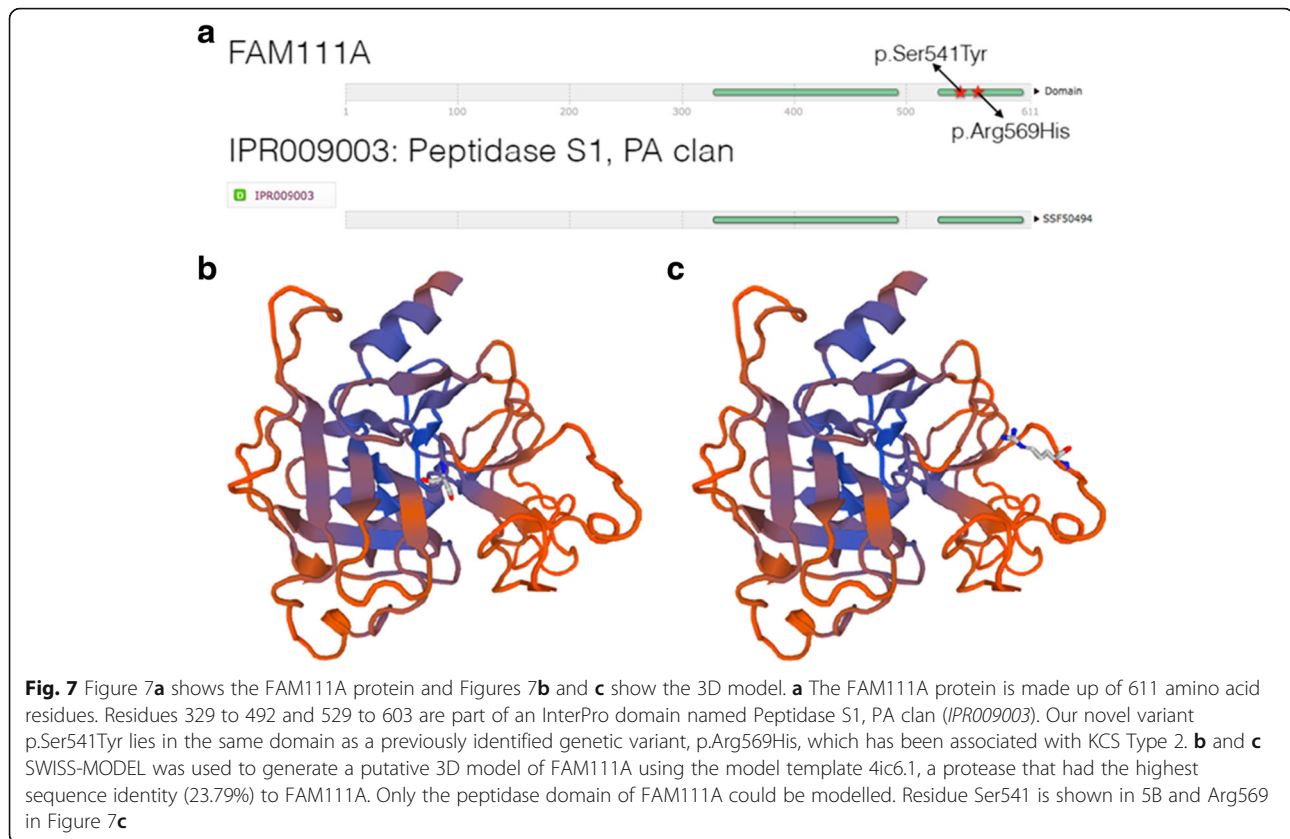 a
FAM111A
p.Ser541Tyr
Domain
1 100 200 300 400 500 611
p.Arg569His
IPR009003: Peptidase S1, PA clan
D IPR009003
SSF50494
b
c
Fig. 7 Figure 7a shows the FAM111A protein and Figures 7b and c show the 3D model. a The FAM111A protein is made up of 611 amino acid
residues. Residues 329 to 492 and 529 to 603 are part of an InterPro domain named Peptidase S1, PA clan (IPR009003). Our novel variant
p.Ser541Tyr lies in the same domain as a previously identified genetic variant, p.Arg569His, which has been associated with KCS Type 2. b and c
SWISS-MODEL was used to generate a putative 3D model of FAM111A using the model template 4ic6.1, a protease that had the highest
sequence identity (23.79%) to FAM111A. Only the peptidase domain of FAM111A could be modelled. Residue Ser541 is shown in 5B and Arg569
in Figure 7c